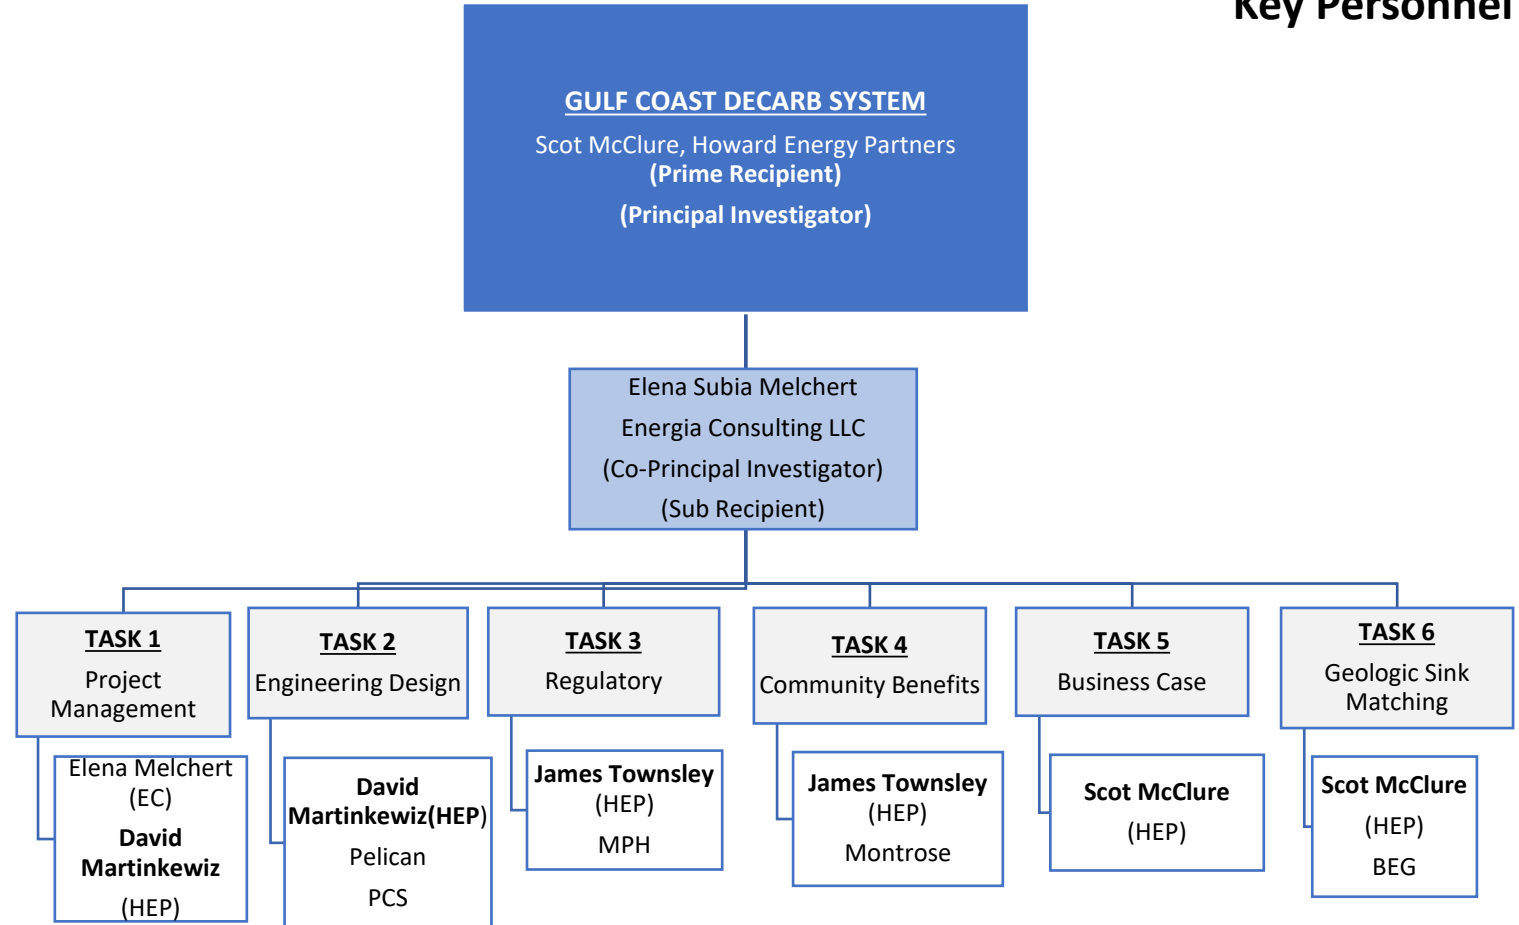 Key Personnel
GULF COAST DECARB SYSTEM
Scot McClure, Howard Energy Partners
(Prime Recipient)
(Principal Investigator)
Elena Subia Melchert
Energia Consulting LLC
(Co-Principal Investigator)
(Sub Recipient)
TASK 1
Project
Management
TASK 2
Engineering Design
TASK 3
Regulatory
TASK 4
Community Benefits
TASK 5
Business Case
TASK 6
Geologic Sink
Matching
Elena Melchert
(EC)
David
Martinkewiz
(HEP)
David
Martinkewiz(HEP)
Pelican
PCS
James Townsley
(HEP)
MPH
James Townsley
(HEP)
Montrose
Scot McClure
(HEP)
Scot McClure
(HEP)
BEG